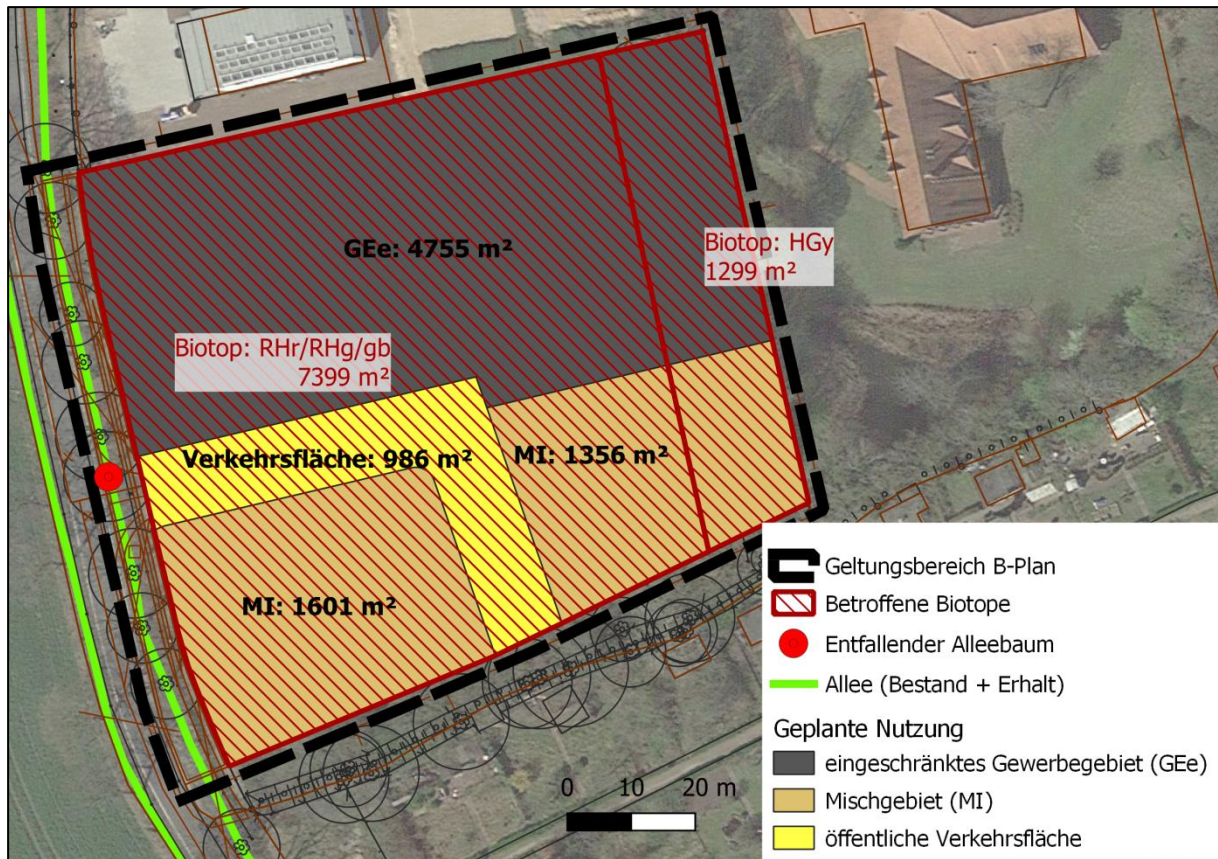 GEe: 4755 m²
Biotop: HGy
1299 m²
Biotop: RHr/RHg/gb
7399 m²
Verkehrsfläche: 986 m²
MI: 1356 m²
MI: 1601 m²
0 10 20 m
Geltungsbereich B-Plan
Betroffene Biotope
Entfallender Alleebaum
Allee (Bestand + Erhalt)
Geplante Nutzung
eingeschränktes Gewerbegebiet (GEe)
Mischgebiet (MI)
öffentliche Verkehrsfläche